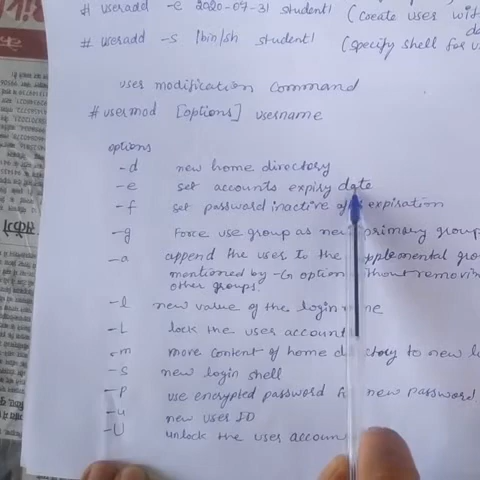 # useradd -e 2020-07-31 student1 (create user wit
# useradd -s /bin/sh student1 (specify shell for u
user modification command
# usermod [options] username
options
-d new home directory
-e set accounts expiry date
-f set password inactive expiration
-g force use group as new primary group
-a append the user to the supplemental gro
mentioned by -G option without removin
other groups.
-l new value of the login name
-L lock the user account
-m move content of home directory to new l
-s new login shell
-p use encrypted password new password
-u new user ID
-U unlock the user accoun